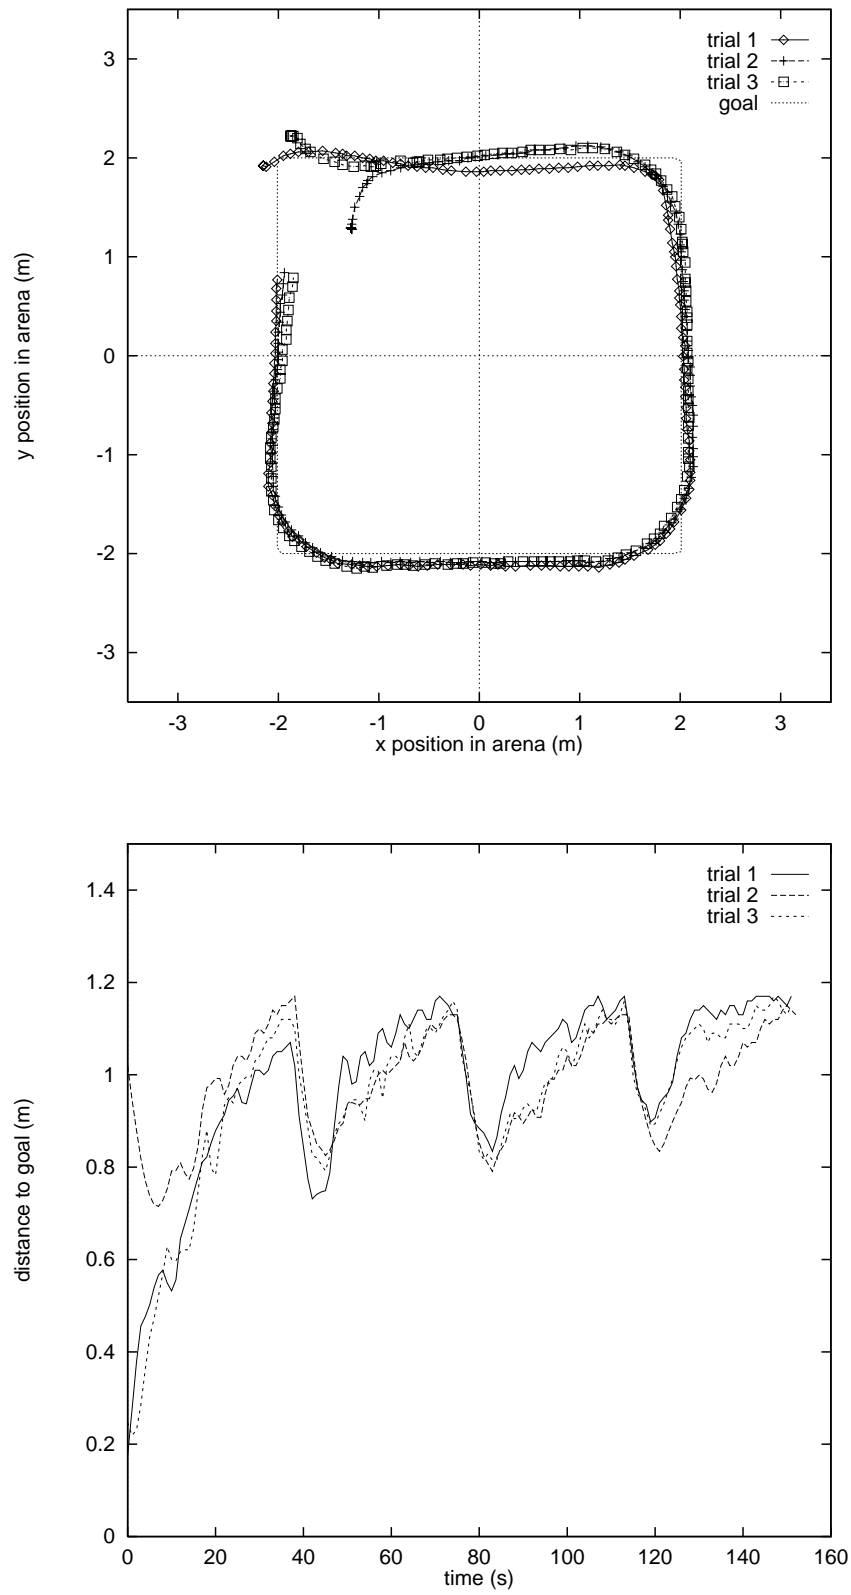 3
2
1
0
-1
-2
-3
y position in arena (m)
trial 1
trial 2
trial 3
goal
-3 -2 -1 0 1 2 3
x position in arena (m)
1.4
1.2
1
0.8
0.6
0.4
0.2
0
distance to goal (m)
trial 1
trial 2
trial 3
0 20 40 60 80 100 120 140 160
time (s)